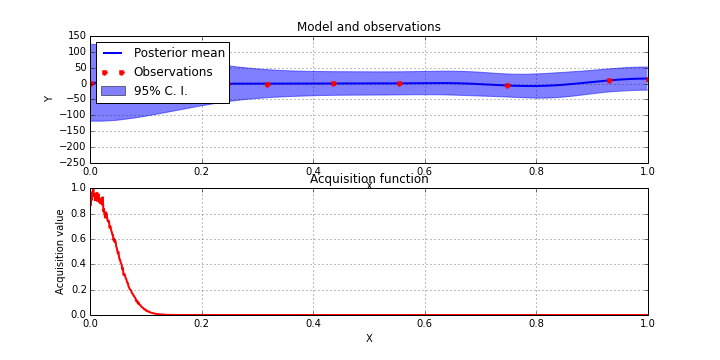 Model and observations
150
100
50
0
−50
−100
−150
−200
−250
Y
Posterior mean
Observations
95% C. I.
0.0 0.2 0.4 0.6 0.8 1.0
X
Acquisition function
1.0
0.8
0.6
0.4
0.2
0.0
Acquisition value
0.0 0.2 0.4 0.6 0.8 1.0
X